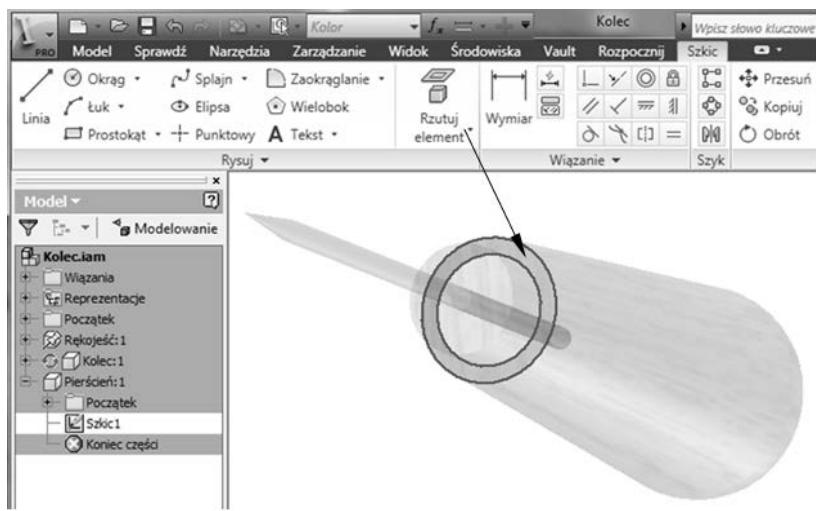 Kolor
Kolec
Wpisz słowo kluczowe
PRO Model Sprawdź Narzędzia Zarządzanie Widok Środowiska Vault Rozpocznij Szkic
Linia
Okrąg Splajn Zaokrąglanie
Łuk Elipsa Wielobok
Prostokąt Punktowy A Tekst
Rzutuj element
Wymiar
Przesuń
Kopiuj
Obrót
Rysuj Wiązanie Szyk
Model
Modelowanie
Kolec.iam
Wiązania
Reprezentacje
Początek
Rękojeść:1
Kolec:1
Pierścień:1
Początek
Szkic1
Koniec części